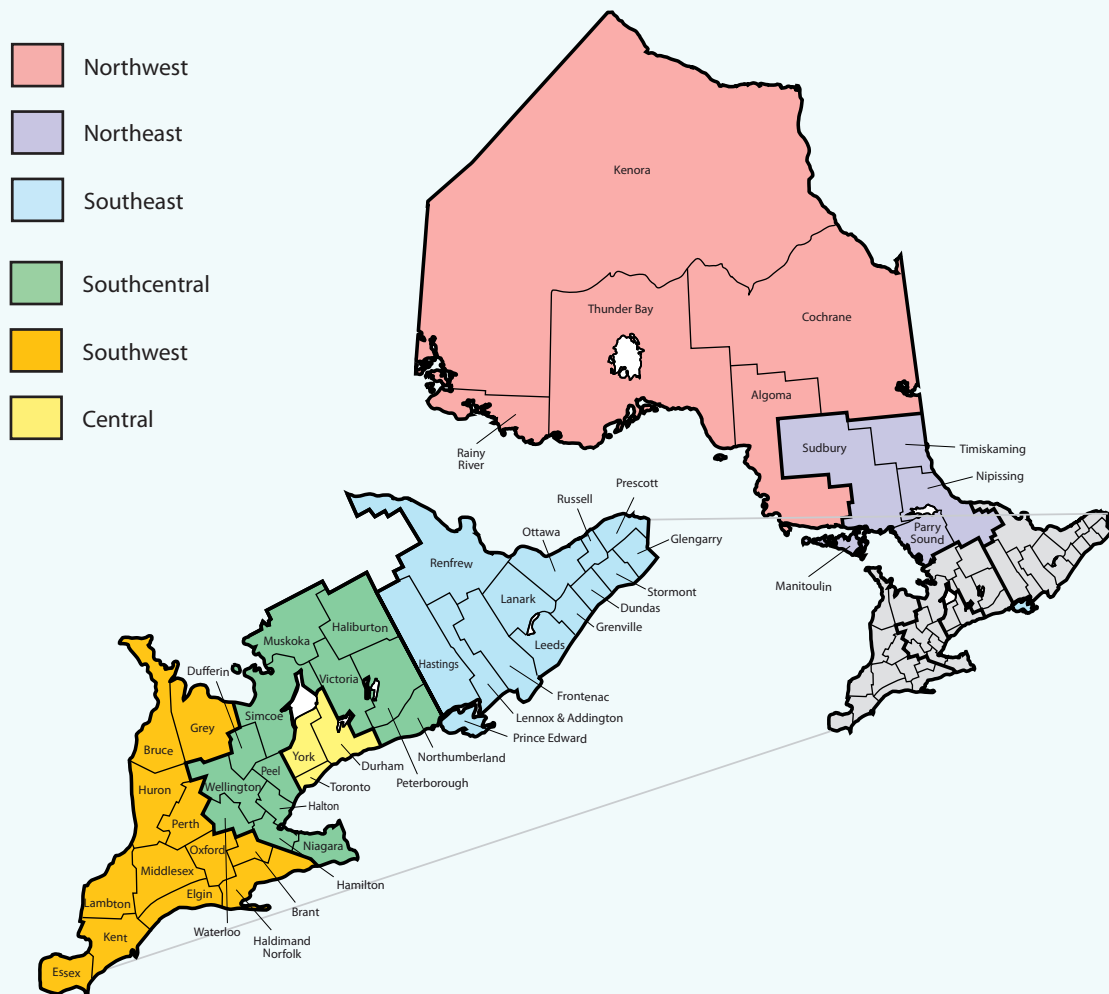 Northwest
Northeast
Southeast
Southcentral
Southwest
Central
Kenora
Thunder Bay
Cochrane
Algoma
Rainy
River
Sudbury
Timiskaming
Nipissing
Parry
Sound
Manitoulin
Prescott
Russell
Ottawa
Glengarry
Renfrew
Stormont
Lanark
Dundas
Grenville
Leeds
Hastings
Frontenac
Lennox & Addington
Prince Edward
Haliburton
Muskoka
Victoria
Dufferin
Simcoe
Northumberland
Peterborough
Durham
York
Toronto
Grey
Bruce
Peel
Wellington
Huron
Halton
Perth
Oxford
Niagara
Middlesex
Hamilton
Elgin
Brant
Lambton
Waterloo
Haldimand
Norfolk
Kent
Essex